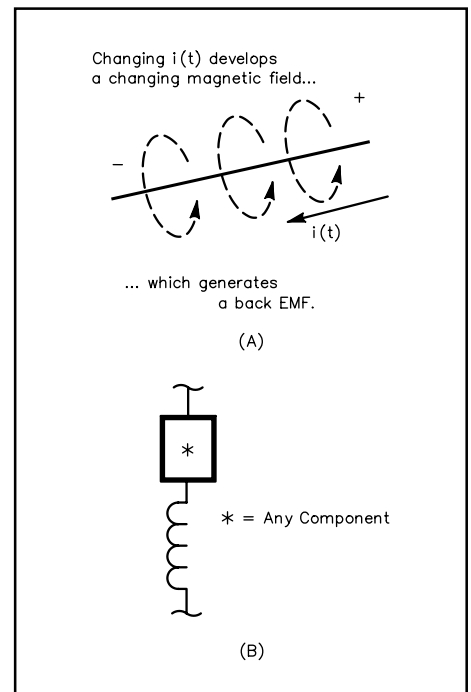 Changing i(t) develops
a changing magnetic field...
+
–
i(t)
... which generates
a back EMF.
(A)
*
* = Any Component
(B)